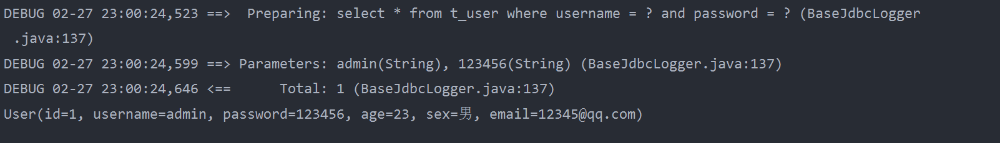 DEBUG 02-27 23:00:24,523 ==>  Preparing: select * from t_user where username = ? and password = ? (BaseJdbcLogger
.java:137)
DEBUG 02-27 23:00:24,599 ==> Parameters: admin(String), 123456(String) (BaseJdbcLogger.java:137)
DEBUG 02-27 23:00:24,646 <==      Total: 1 (BaseJdbcLogger.java:137)
User(id=1, username=admin, password=123456, age=23, sex=男, email=12345@qq.com)